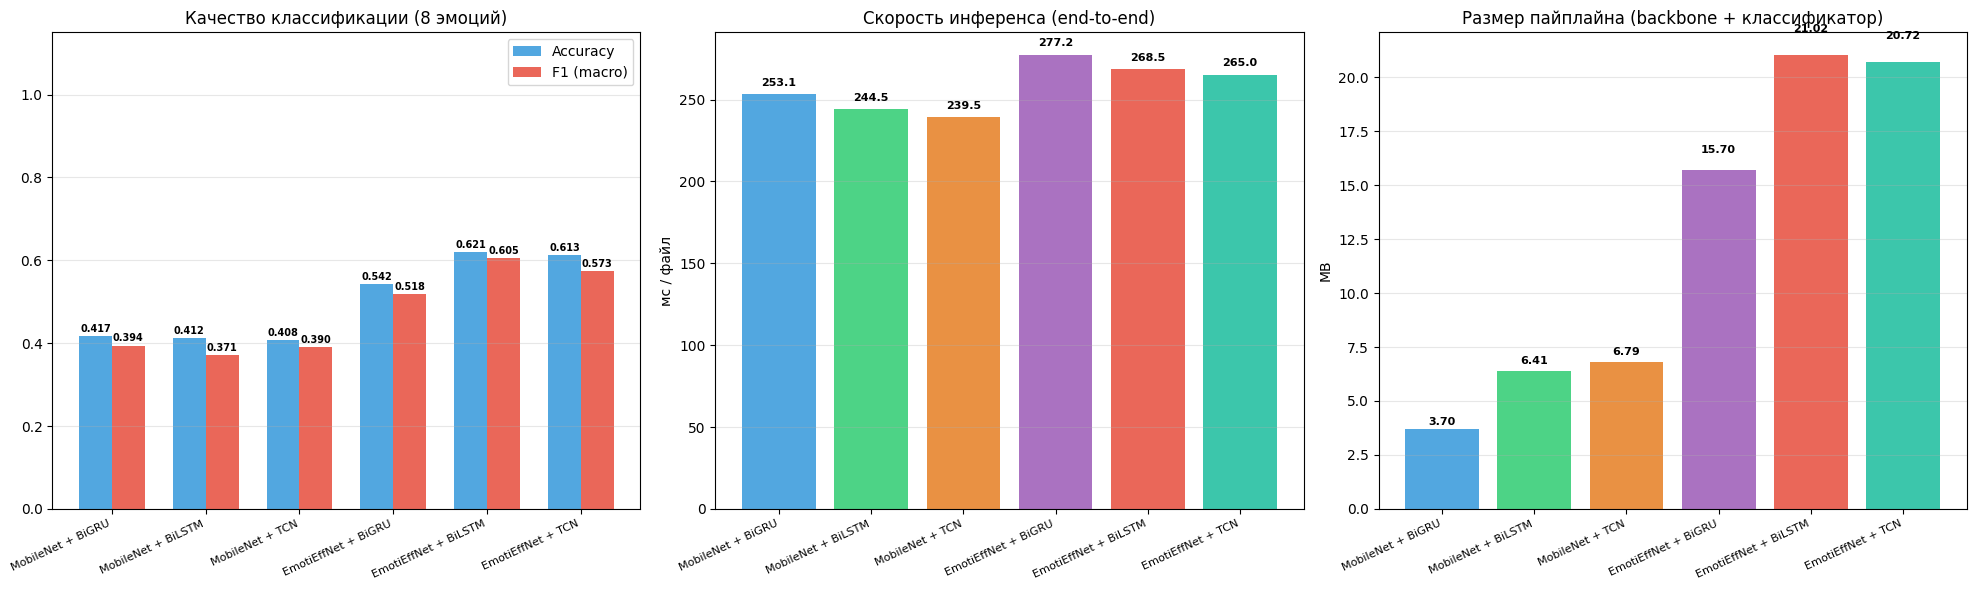 Качество классификации (8 эмоций)
Accuracy
F1 (macro)
1.0
0.8
0.6
0.4
0.2
0.0
0.417
0.394
0.412
0.371
0.408
0.390
0.542
0.518
0.621
0.605
0.613
0.573
MobileNet + BiGRU
MobileNet + BiLSTM
MobileNet + TCN
EmotiEffNet + BiGRU
EmotiEffNet + BiLSTM
EmotiEffNet + TCN
Скорость инференса (end-to-end)
мс / файл
250
200
150
100
50
0
253.1
244.5
239.5
277.2
268.5
265.0
MobileNet + BiGRU
MobileNet + BiLSTM
MobileNet + TCN
EmotiEffNet + BiGRU
EmotiEffNet + BiLSTM
EmotiEffNet + TCN
Размер пайплайна (backbone + классификатор)
MB
20.0
17.5
15.0
12.5
10.0
7.5
5.0
2.5
0.0
3.70
6.41
6.79
15.70
21.02
20.72
MobileNet + BiGRU
MobileNet + BiLSTM
MobileNet + TCN
EmotiEffNet + BiGRU
EmotiEffNet + BiLSTM
EmotiEffNet + TCN